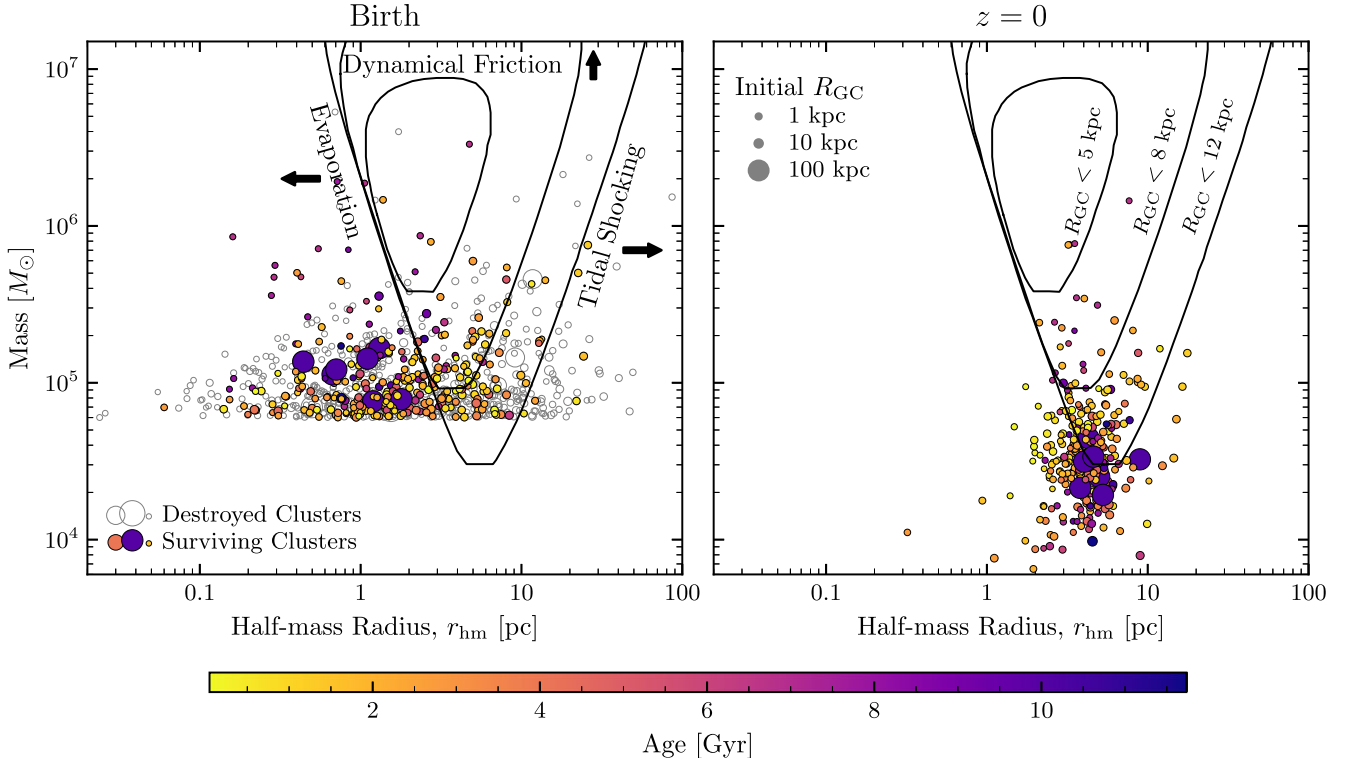 Birth
z = 0
Dynamical Friction
Evaporation
Tidal Shocking
Initial R_GC
1 kpc
10 kpc
100 kpc
R_GC < 5 kpc
R_GC < 8 kpc
R_GC < 12 kpc
Mass [M_⊙]
10^7
10^6
10^5
10^4
Destroyed Clusters
Surviving Clusters
0.1 1 10 100
0.1 1 10 100
Half-mass Radius, r_hm [pc]
Half-mass Radius, r_hm [pc]
2 4 6 8 10
Age [Gyr]